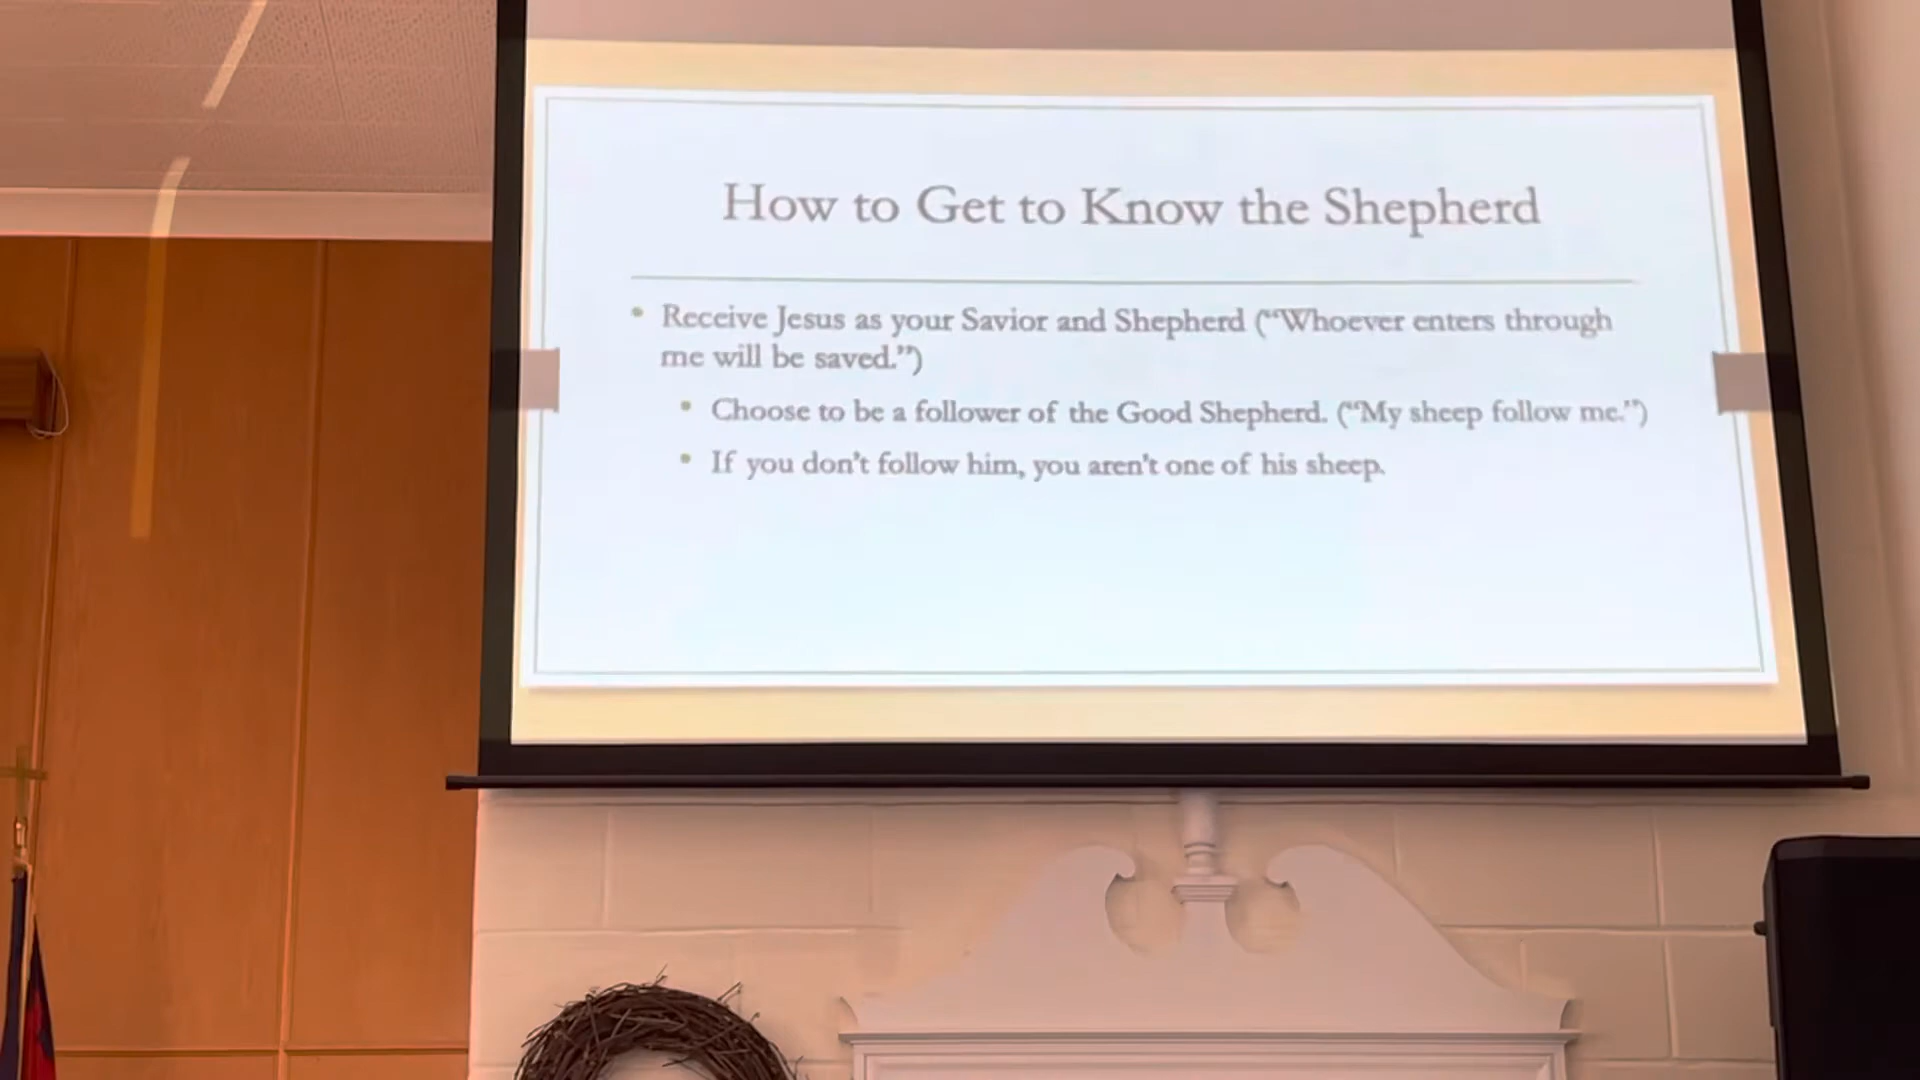 How to Get to Know the Shepherd
• Receive Jesus as your Savior and Shepherd (“Whoever enters through
me will be saved.”)
• Choose to be a follower of the Good Shepherd. (“My sheep follow me.”)
• If you don’t follow him, you aren’t one of his sheep.